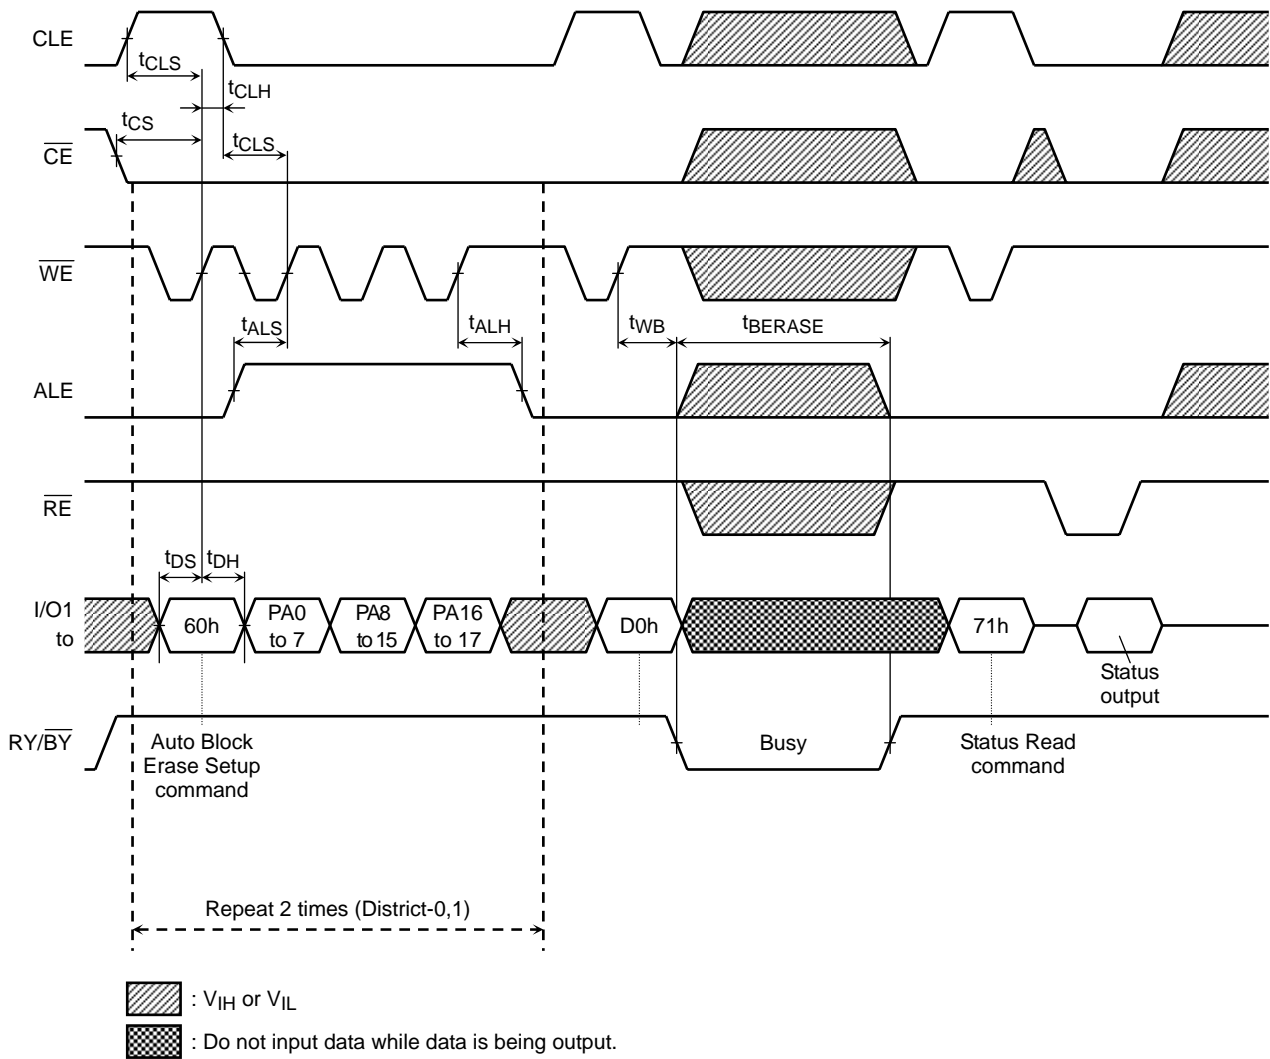 CLE
tCLS
tCLH
tCS
tCLS
CE
WE
tALS
tALH
tWB
tBERASE
ALE
RE
tDS
tDH
I/O1
to
60h
PA0
to 7
PA8
to 15
PA16
to 17
D0h
71h
Status
output
RY/BY
Auto Block
Erase Setup
command
Busy
Status Read
command
Repeat 2 times (District-0,1)
: VIH or VIL
: Do not input data while data is being output.